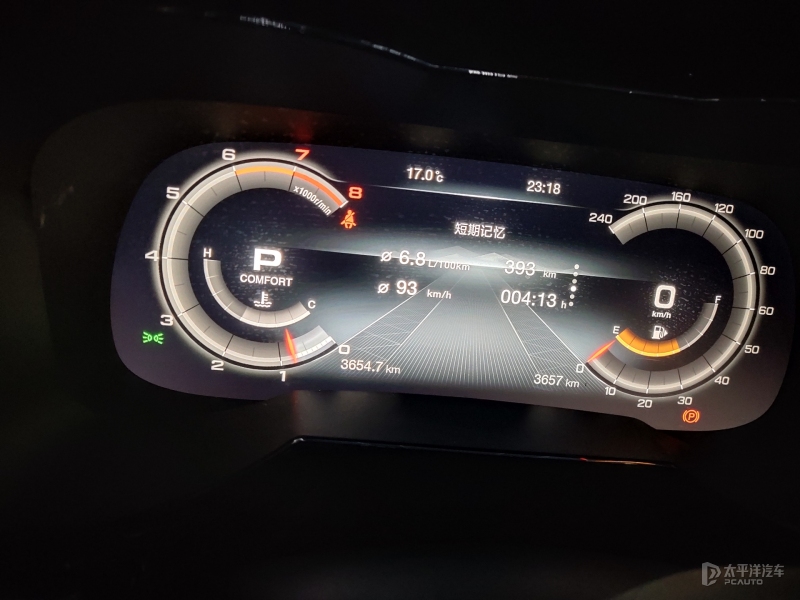 17.0℃ 23:18
短期记忆
ø 6.8 L/100km 393 km
ø 93 km/h 004:13 h
0 1 2 3 4 5 6 7 8
x1000r/min
H P C
COMFORT
3654.7 km 3657 km
0 10 20 30 40 50 60 80 100 120 160 200 240
0
km/h
E F
P
太平洋汽车
PCAUTO